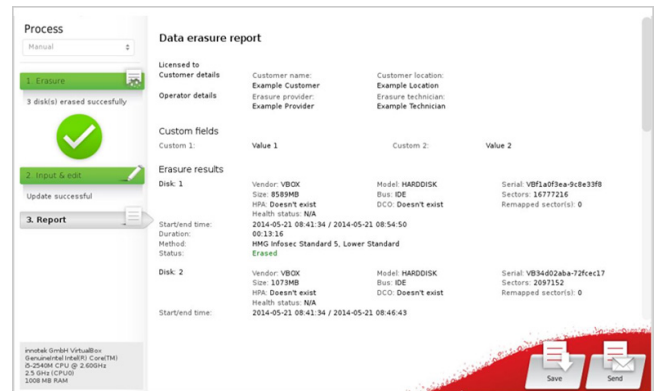 Process
Manual
1. Erasure
3 disk(s) erased succesfully
2. Input & edit
Update successful
3. Report
innotek GmbH VirtualBox
GenuineIntel Intel(R) Core(TM)
i5-2540M CPU @ 2.60GHz
2.5 GHz (CPU0)
1008 MB RAM
Data erasure report
Licensed to
Customer details Customer name: Customer location:
Example Customer Example Location
Operator details Erasure provider: Erasure technician:
Example Provider Example Technician
Custom fields
Custom 1: Value 1 Custom 2: Value 2
Erasure results
Disk: 1 Vendor: VBOX Model: HARDDISK Serial: VBf1a0f3ea-9c8e33f8
Size: 8589MB Bus: IDE Sectors: 16777216
HPA: Doesn't exist DCO: Doesn't exist Remapped sector(s): 0
Health status: N/A
Start/end time: 2014-05-21 08:41:34 / 2014-05-21 08:54:50
Duration: 00:13:16
Method: HMG Infosec Standard 5, Lower Standard
Status: Erased
Disk: 2 Vendor: VBOX Model: HARDDISK Serial: VB34d02aba-72fcec17
Size: 1073MB Bus: IDE Sectors: 2097152
HPA: Doesn't exist DCO: Doesn't exist Remapped sector(s): 0
Health status: N/A
Start/end time: 2014-05-21 08:41:34 / 2014-05-21 08:46:43
Save Send